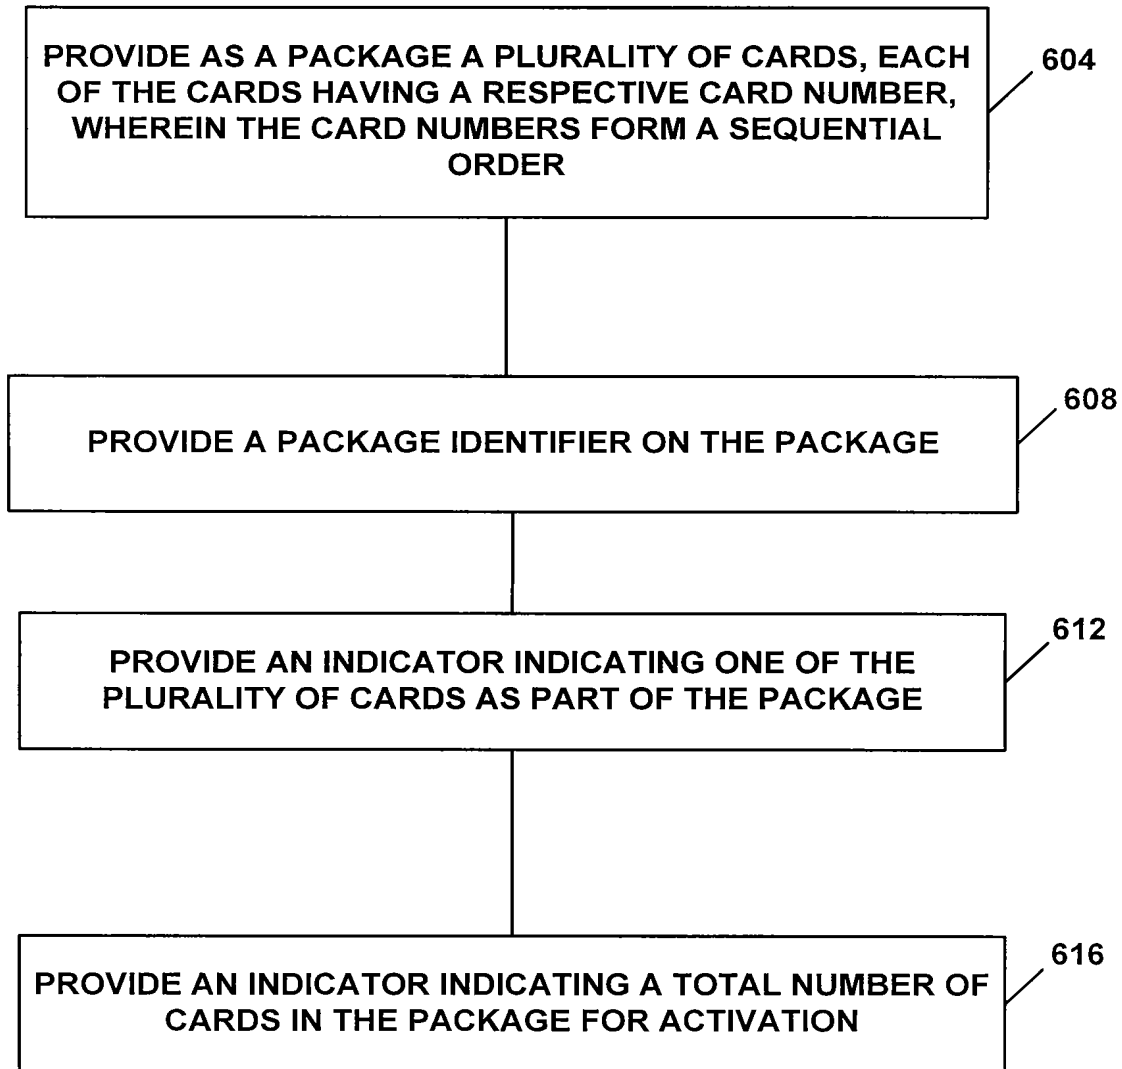 PROVIDE AS A PACKAGE A PLURALITY OF CARDS, EACH
OF THE CARDS HAVING A RESPECTIVE CARD NUMBER,
WHEREIN THE CARD NUMBERS FORM A SEQUENTIAL
ORDER
604
PROVIDE A PACKAGE IDENTIFIER ON THE PACKAGE
608
PROVIDE AN INDICATOR INDICATING ONE OF THE
PLURALITY OF CARDS AS PART OF THE PACKAGE
612
PROVIDE AN INDICATOR INDICATING A TOTAL NUMBER OF
CARDS IN THE PACKAGE FOR ACTIVATION
616